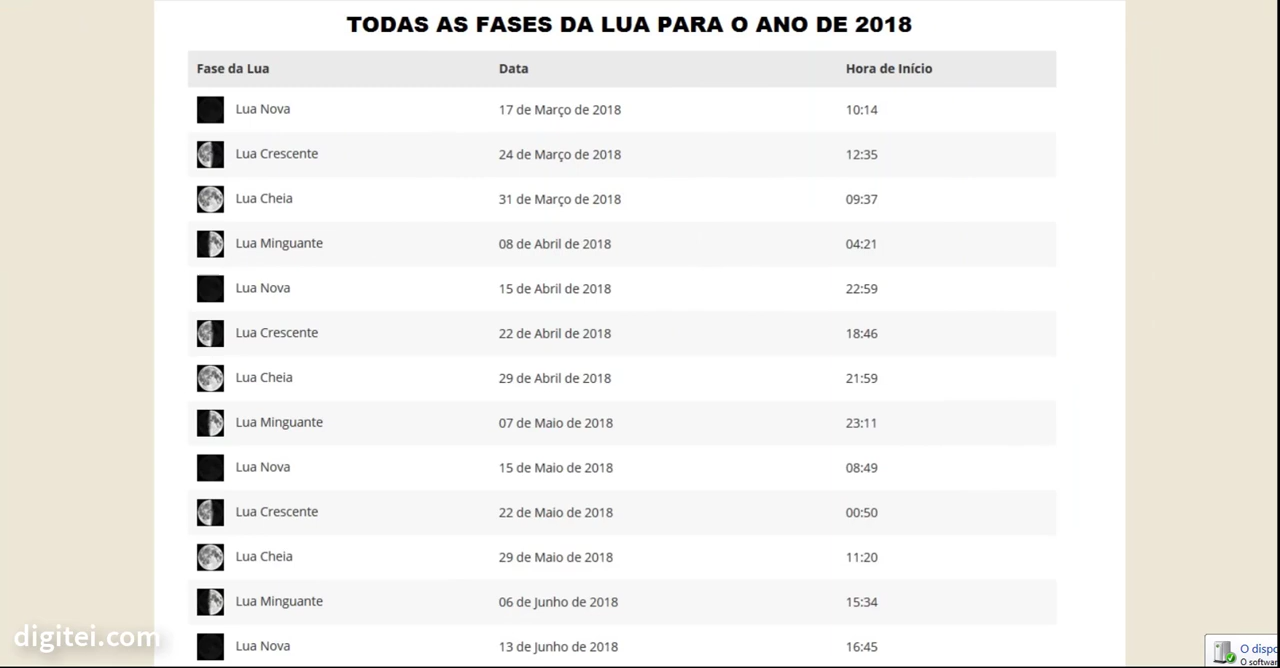 TODAS AS FASES DA LUA PARA O ANO DE 2018
Fase da Lua Data Hora de Início
Lua Nova 17 de Março de 2018 10:14
Lua Crescente 24 de Março de 2018 12:35
Lua Cheia 31 de Março de 2018 09:37
Lua Minguante 08 de Abril de 2018 04:21
Lua Nova 15 de Abril de 2018 22:59
Lua Crescente 22 de Abril de 2018 18:46
Lua Cheia 29 de Abril de 2018 21:59
Lua Minguante 07 de Maio de 2018 23:11
Lua Nova 15 de Maio de 2018 08:49
Lua Crescente 22 de Maio de 2018 00:50
Lua Cheia 29 de Maio de 2018 11:20
Lua Minguante 06 de Junho de 2018 15:34
Lua Nova 13 de Junho de 2018 16:45
digitei.com
O dispo
O softwar